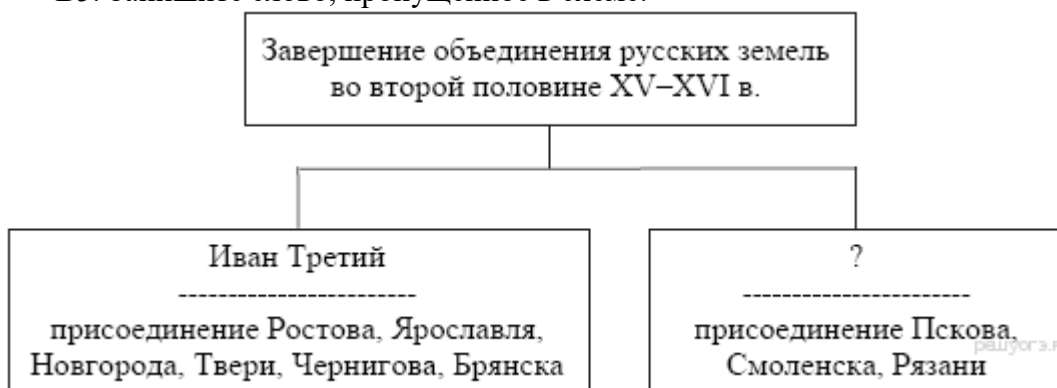 Завершение объединения русских земель
во второй половине XV–XVI в.
Иван Третий
------------------------
присоединение Ростова, Ярославля,
Новгорода, Твери, Чернигова, Брянска
?
-----------------------
присоединение Пскова,
Смоленска, Рязани